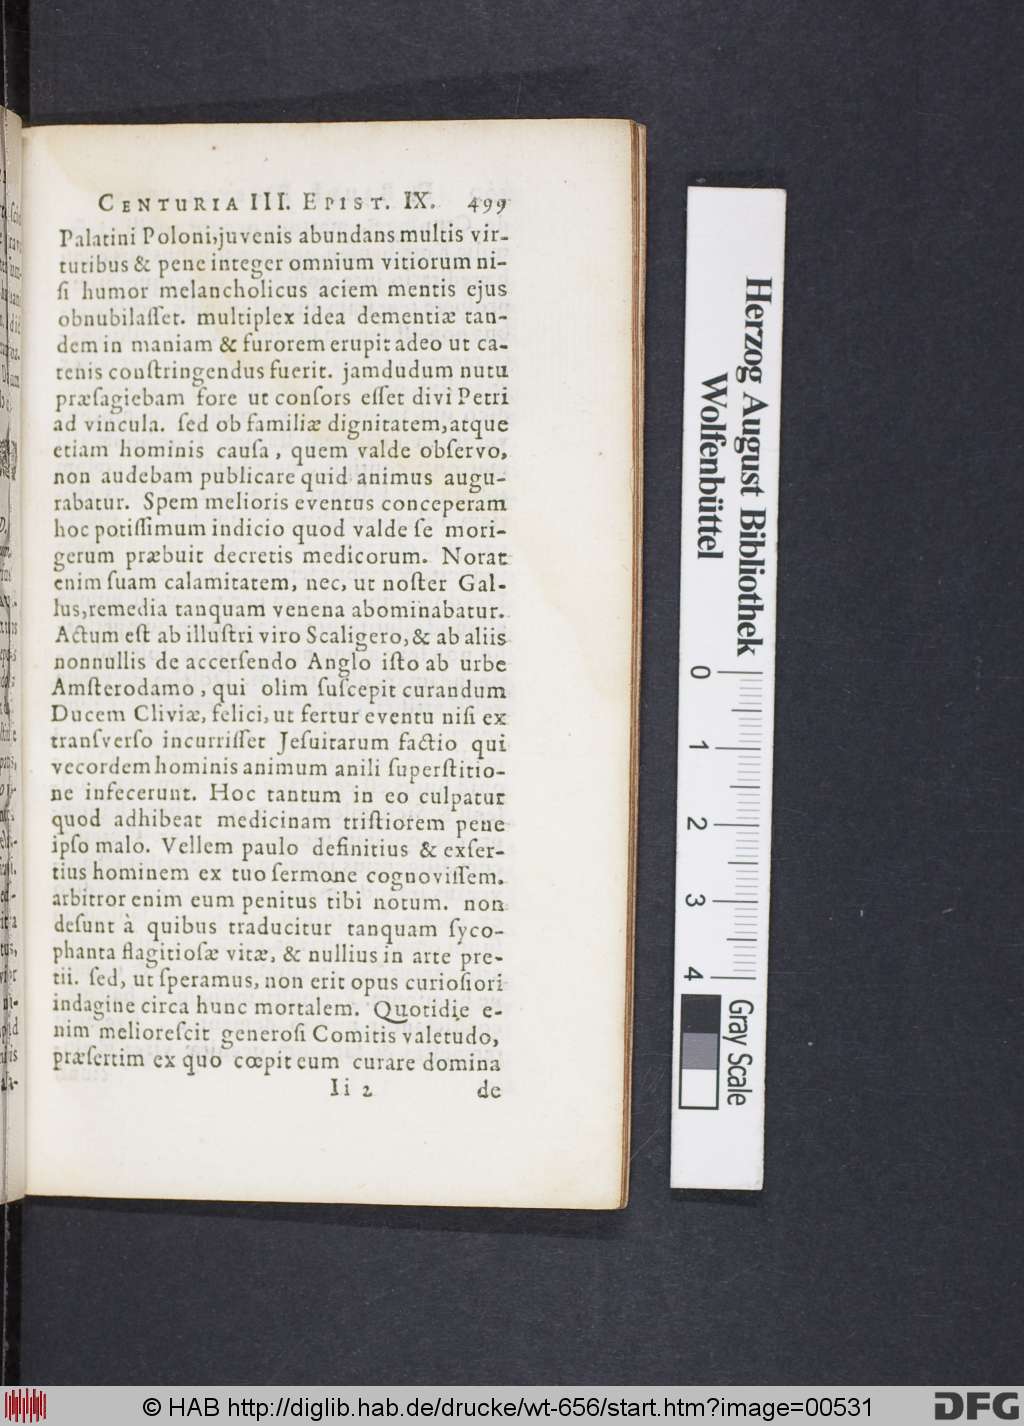 CENTURIA III. EPIST. IX. 499
Palatini Poloni, juvenis abundans multis vir-
tutibus & pene integer omnium vitiorum ni-
ſi humor melancholicus aciem mentis ejus
obnubilaſſet. multiplex idea dementiæ tan-
dem in maniam & furorem erupit adeo ut ca-
tenis conſtringendus fuerit. jamdudum nutu
præſagiebam fore ut conſors eſſet divi Petri
ad vincula. ſed ob familiæ dignitatem, atque
etiam hominis cauſa, quem valde obſervo,
non audebam publicare quid animus augu-
rabatur. Spem melioris eventus conceperam
hoc potiſſimum indicio quod valde ſe mori-
gerum præbuit decretis medicorum. Norat
enim ſuam calamitatem, nec, ut noſter Gal-
lus, remedia tanquam venena abominabatur.
Actum eſt ab illuſtri viro Scaligero, & ab aliis
nonnullis de accerſendo Anglo iſto ab urbe
Amſterodamo, qui olim ſuſcepit curandum
Ducem Cliviæ, felici, ut fertur eventu niſi ex
tranſverſo incurriſſet Jeſuitarum factio qui
vecordem hominis animum anili ſuperſtitio-
ne infecerunt. Hoc tantum in eo culpatur
quod adhibeat medicinam triſtiorem pene
ipſo malo. Vellem paulo definitius & exſer-
tius hominem ex tuo ſermone cognoviſſem.
arbitror enim eum penitus tibi notum. non
deſunt à quibus traducitur tanquam ſyco-
phanta flagitioſæ vitæ, & nullius in arte pre-
tii. ſed, ut ſperamus, non erit opus curioſiori
indagine circa hunc mortalem. Quotidie e-
nim melioreſcit generoſi Comitis valetudo,
præſertim ex quo cœpit eum curare domina
Ii 2 de
Herzog August Bibliothek
Wolfenbüttel
0 1 2 3 4
Gray Scale
© HAB http://diglib.hab.de/drucke/wt-656/start.htm?image=00531
DFG